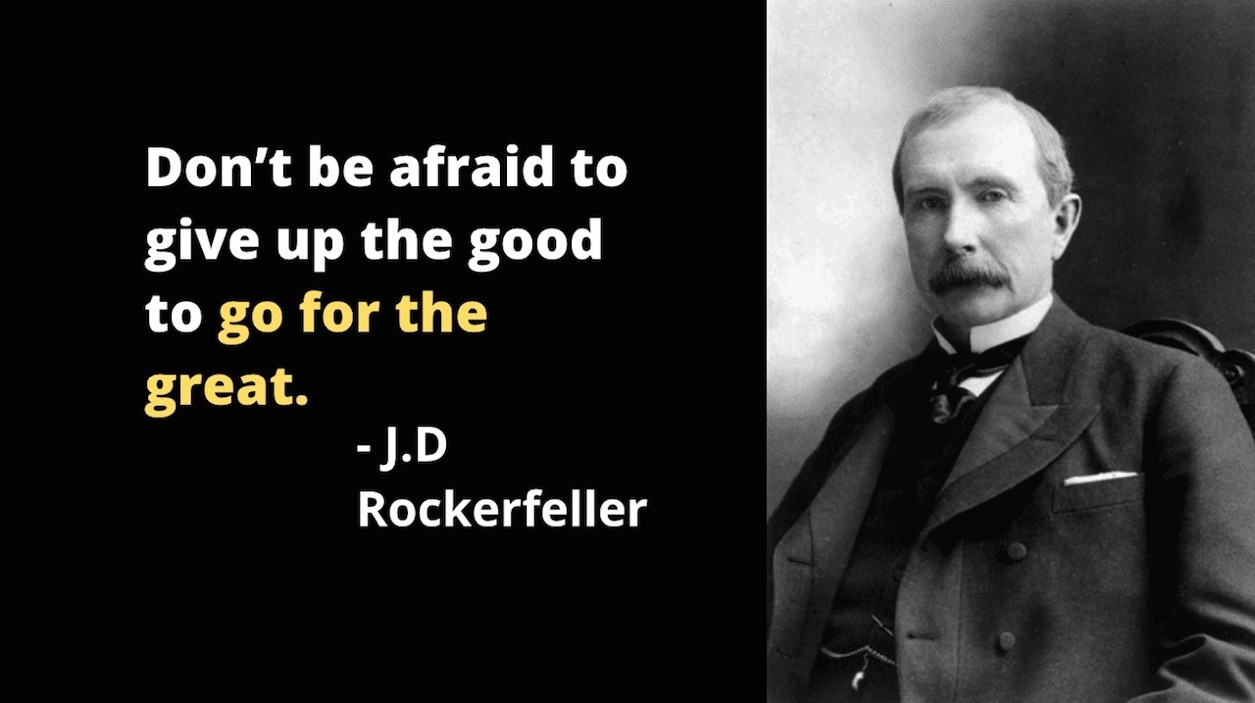 Don’t be afraid to
give up the good
to go for the
great.
- J.D
Rockerfeller